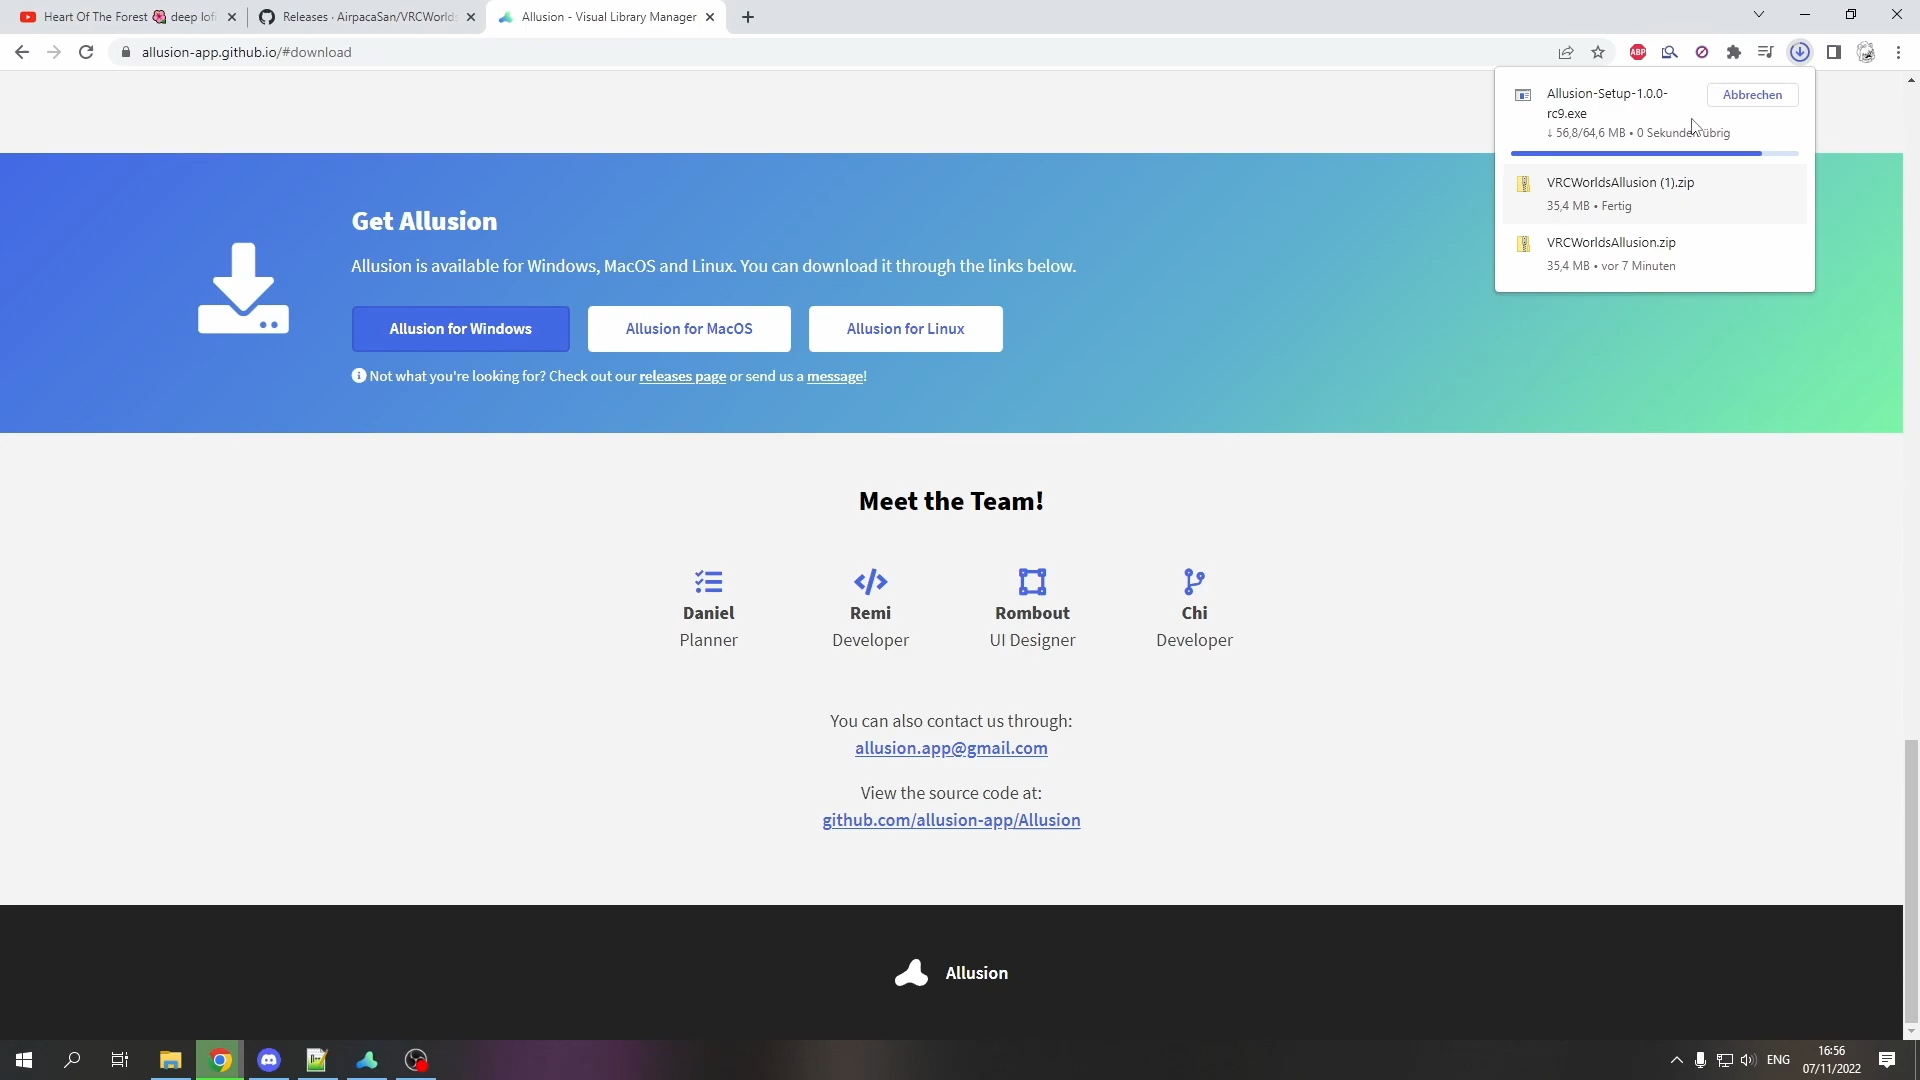 Heart Of The Forest 🌺 deep lofi
Releases · AirpacaSan/VRCWorlds
Allusion - Visual Library Manager
allusion-app.github.io/#download
ABP
Allusion-Setup-1.0.0-
rc9.exe
Abbrechen
↓ 56,8/64,6 MB • 0 Sekunden übrig
VRCWorldsAllusion (1).zip
35,4 MB • Fertig
VRCWorldsAllusion.zip
35,4 MB • vor 7 Minuten
Get Allusion
Allusion is available for Windows, MacOS and Linux. You can download it through the links below.
Allusion for Windows
Allusion for MacOS
Allusion for Linux
Not what you're looking for? Check out our releases page or send us a message!
Meet the Team!
Daniel
Planner
Remi
Developer
Rombout
UI Designer
Chi
Developer
You can also contact us through:
allusion.app@gmail.com
View the source code at:
github.com/allusion-app/Allusion
Allusion
ENG
16:56
07/11/2022